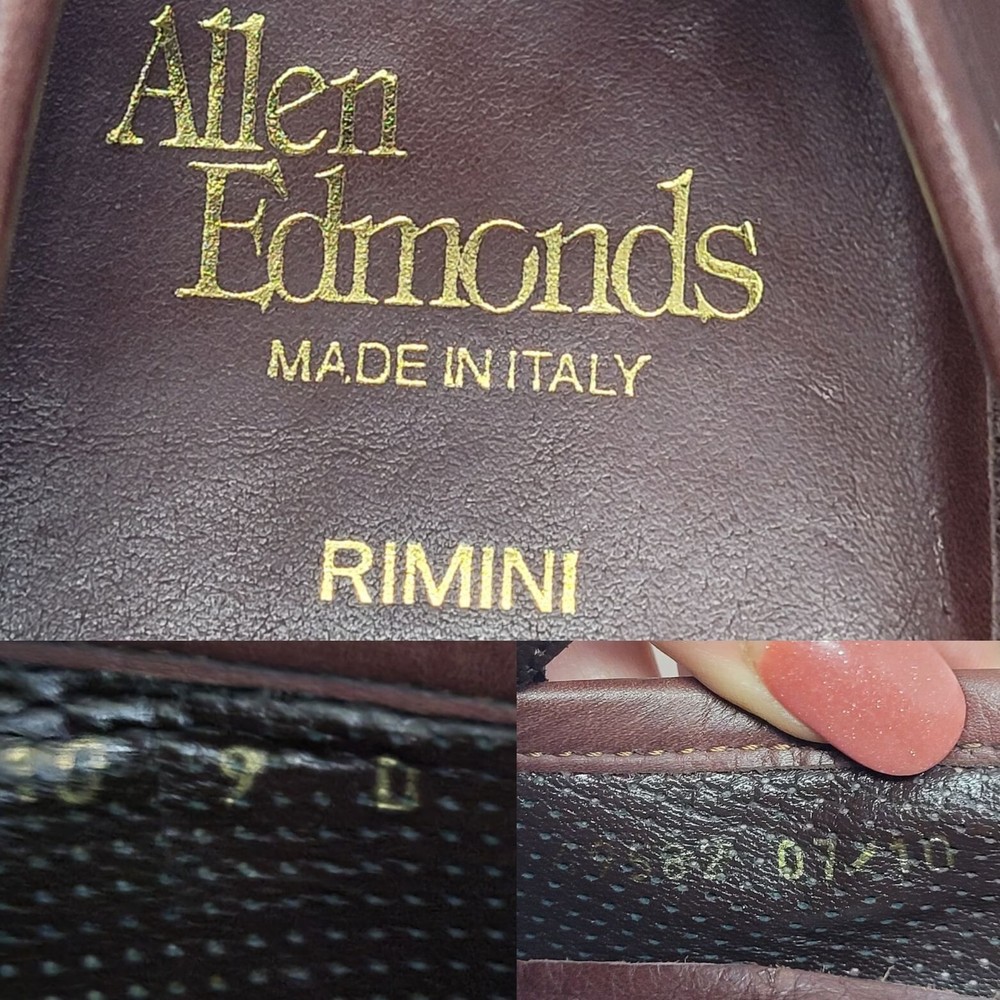 Allen
Edmonds
MADE IN ITALY
RIMINI
9 D
07/10